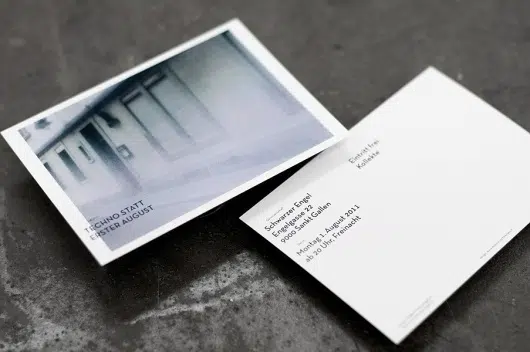 TECHNO STATT
ERSTER AUGUST
Eintritt frei
Kollekte
Schwarzer Engel
Engelgasse 22
9000 Sankt Gallen
Montag 1. August 2011
ab 20 Uhr, Freinacht